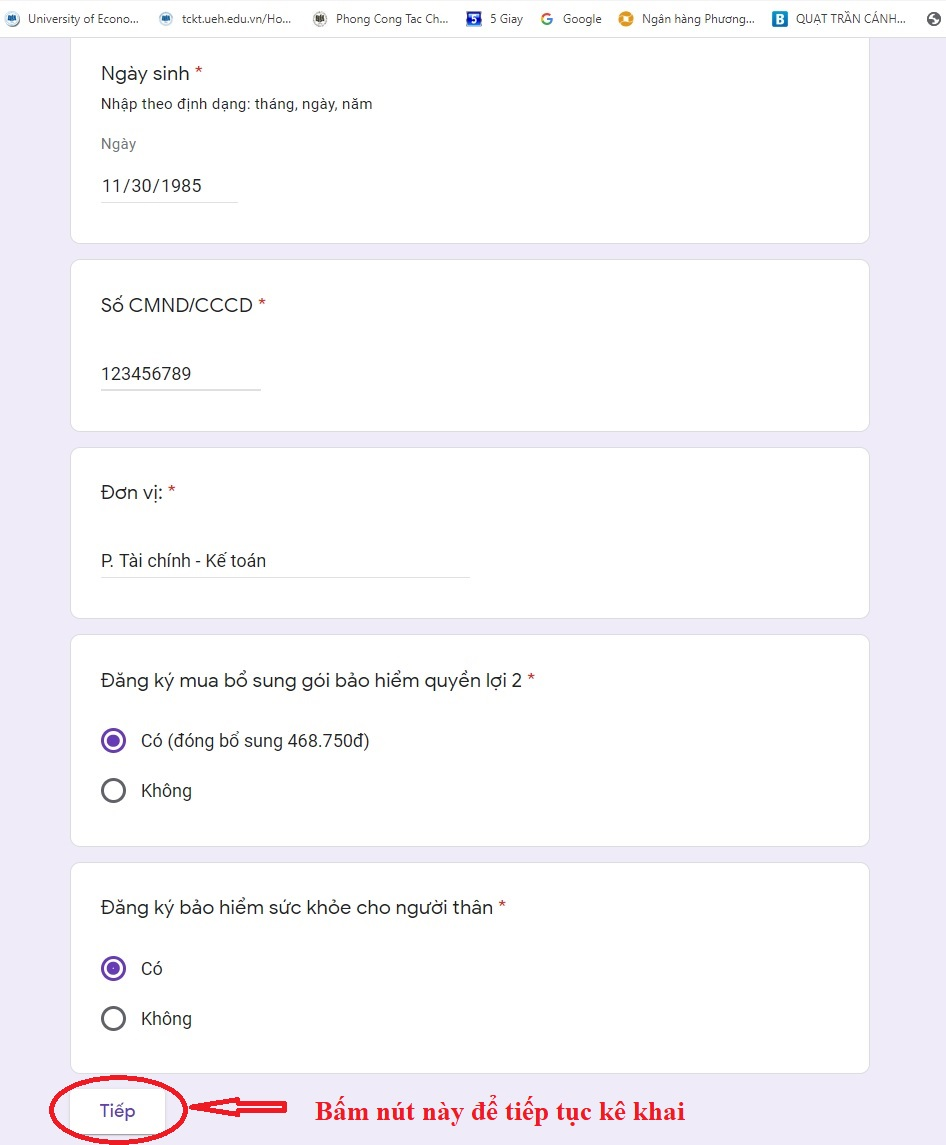 University of Econo... tckt.ueh.edu.vn/Ho... Phong Cong Tac Ch... 5 5 Giay G Google Ngân hàng Phương... B QUẠT TRẦN CÁNH...
Ngày sinh *
Nhập theo định dạng: tháng, ngày, năm
Ngày
11/30/1985
Số CMND/CCCD *
123456789
Đơn vị: *
P. Tài chính - Kế toán
Đăng ký mua bổ sung gói bảo hiểm quyền lợi 2 *
Có (đóng bổ sung 468.750đ)
Không
Đăng ký bảo hiểm sức khỏe cho người thân *
Có
Không
Tiếp Bấm nút này để tiếp tục kê khai